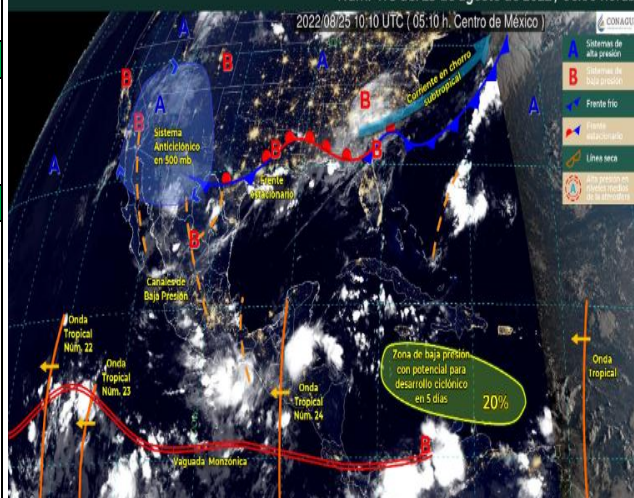 2022/08/25 10:10 UTC ( 05:10 h. Centro de México )
CONAGUA
A
B
B
A
A
B
A
A
B
A
B
B
B
B
B
A
Corriente en chorro
subtropical
Sistema
Anticiclónico
en 500 mb
Frente
estacionario
Canales de
Baja Presión
Onda
Tropical
Núm. 22
Onda
Tropical
Núm. 23
Onda
Tropical
Núm. 24
Zona de baja presión
con potencial para
desarrollo ciclónico
en 5 días
20%
Onda
Tropical
Vaguada Monzónica
A
Sistemas de
alta presión
B
Sistemas de
baja presión
Frente frío
Frente
estacionario
Línea seca
A
Alta presión en
niveles medios
de la atmósfera